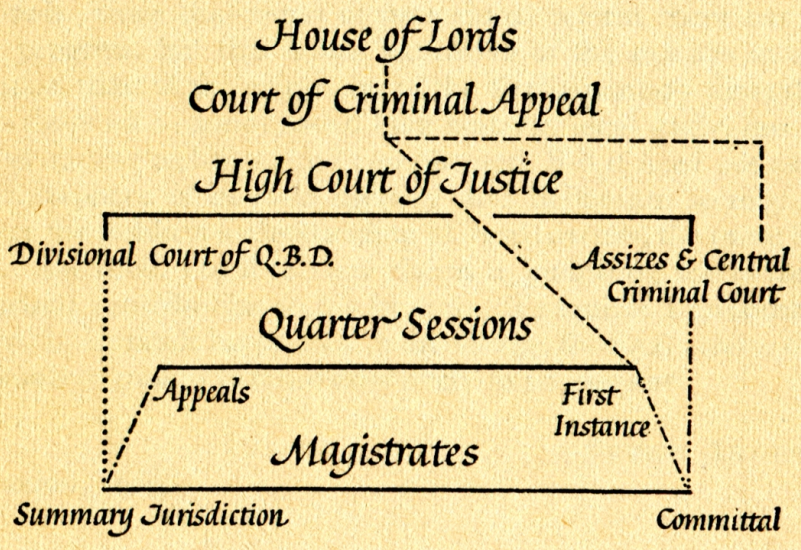 House of Lords
Court of Criminal Appeal
High Court of Justice
Divisional Court of Q.B.D.
Assizes & Central
Criminal Court
Quarter Sessions
Appeals
First
Instance
Magistrates
Summary Jurisdiction
Committal